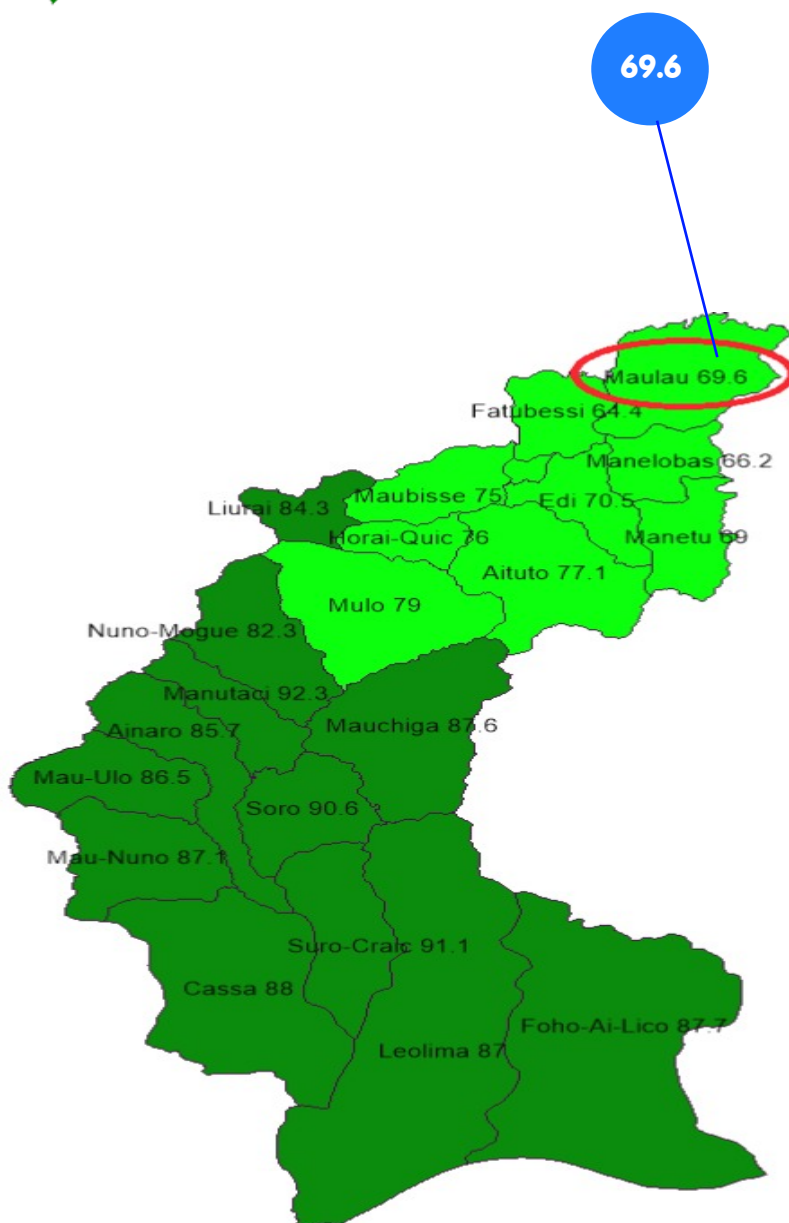 69.6
Maulau 69.6
Fatubessi 64.4
Manelobas 66.2
Maubisse 75
Edi 70.5
Liurai 84.3
Horai-Quic 76
Manetu 69
Aituto 77.1
Mulo 79
Nuno-Mogue 82.3
Manutaci 92.3
Mauchiga 87.6
Ainaro 85.7
Mau-Ulo 86.5
Soro 90.6
Mau-Nuno 87.1
Suro-Craic 91.1
Cassa 88
Foho-Ai-Lico 87.7
Leolima 87